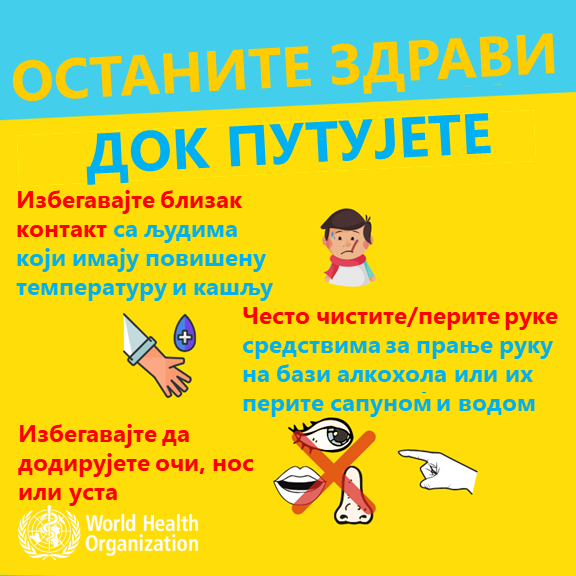 ОСТАНИТЕ ЗДРАВИ
ДОК ПУТУЈЕТЕ
Избегавајте близак
контакт са људима
који имају повишену
температуру и кашљу
Често чистите/перите руке
средствима за прање руку
на бази алкохола или их
перите сапуном и водом
Избегавајте да
додирујете очи, нос
или уста
World Health
Organization